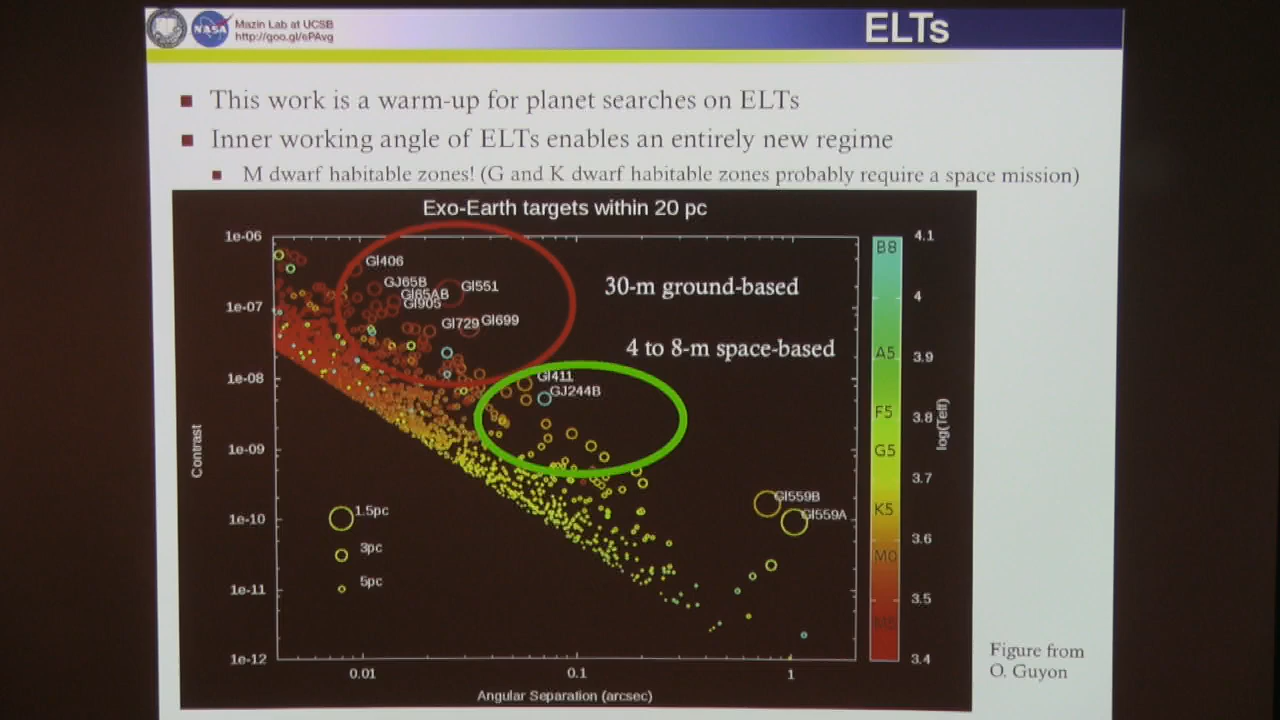 NASA
Mazin Lab at UCSB
http://goo.gl/ePAvg
ELTs
This work is a warm-up for planet searches on ELTs
Inner working angle of ELTs enables an entirely new regime
M dwarf habitable zones! (G and K dwarf habitable zones probably require a space mission)
Exo-Earth targets within 20 pc
1e-06
1e-07
1e-08
1e-09
1e-10
1e-11
1e-12
Contrast
Gl406
GJ65B
Gl551
Gl65AB
Gl905
Gl729
Gl699
30-m ground-based
4 to 8-m space-based
Gl411
GJ244B
Gl559B
Gl559A
1.5pc
3pc
5pc
0.01
0.1
1
Angular Separation (arcsec)
B8
A5
F5
G5
K5
M0
M8
4.1
4
3.9
3.8
3.7
3.6
3.5
3.4
log(Teff)
Figure from
O. Guyon